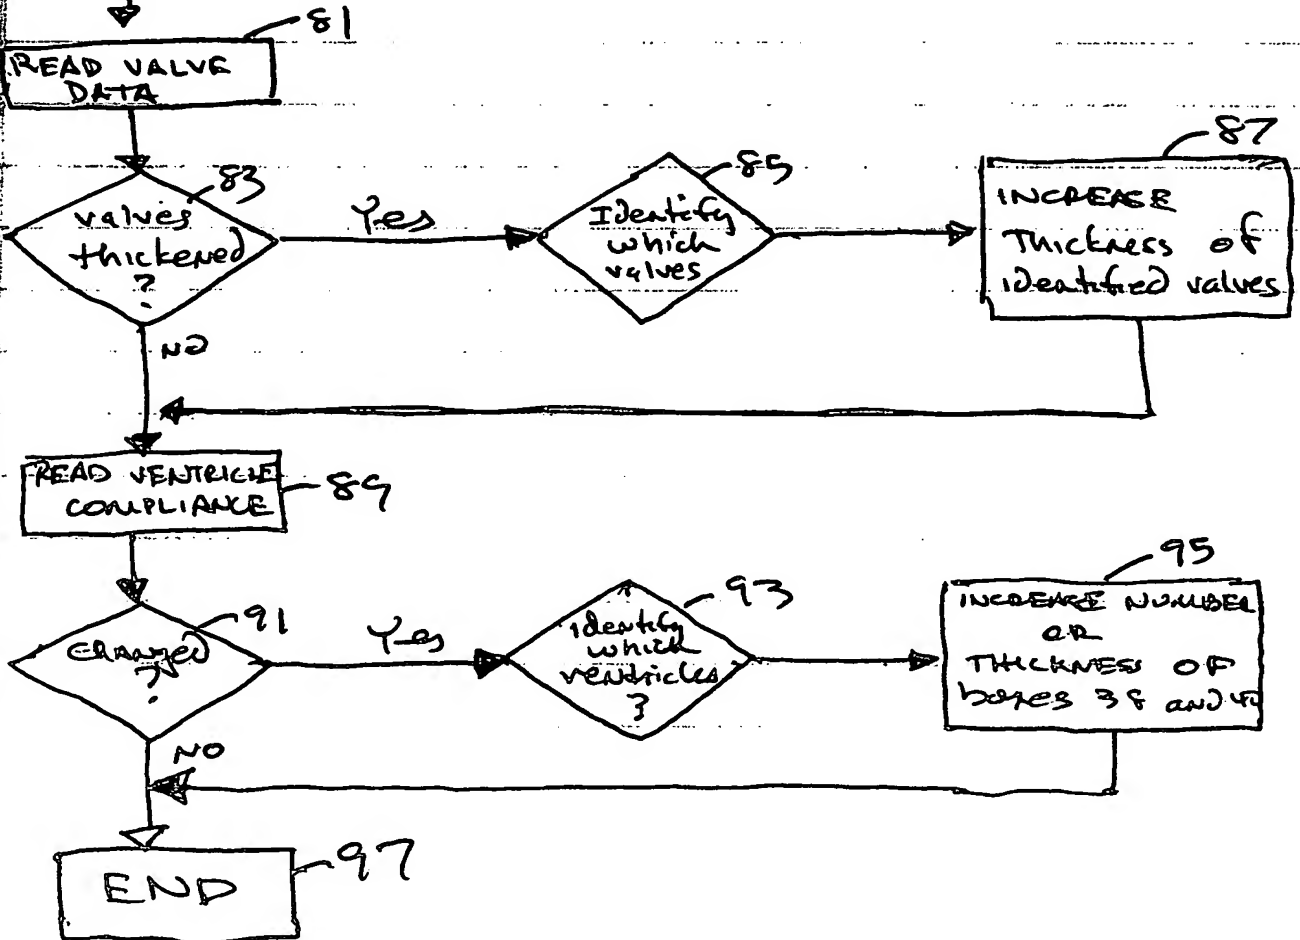 81
READ VALVE
DATA
83
valves
thickened
?
Yes
85
Identify
which
valves
87
INCREASE
Thickness of
identified valves
NO
READ VENTRICLE
COMPLIANCE
89
91
changed
?
Yes
93
identify
which
ventricles
?
95
INCREASE NUMBER
OR
THICKNESS OF
boxes 38 and 40
NO
END
97